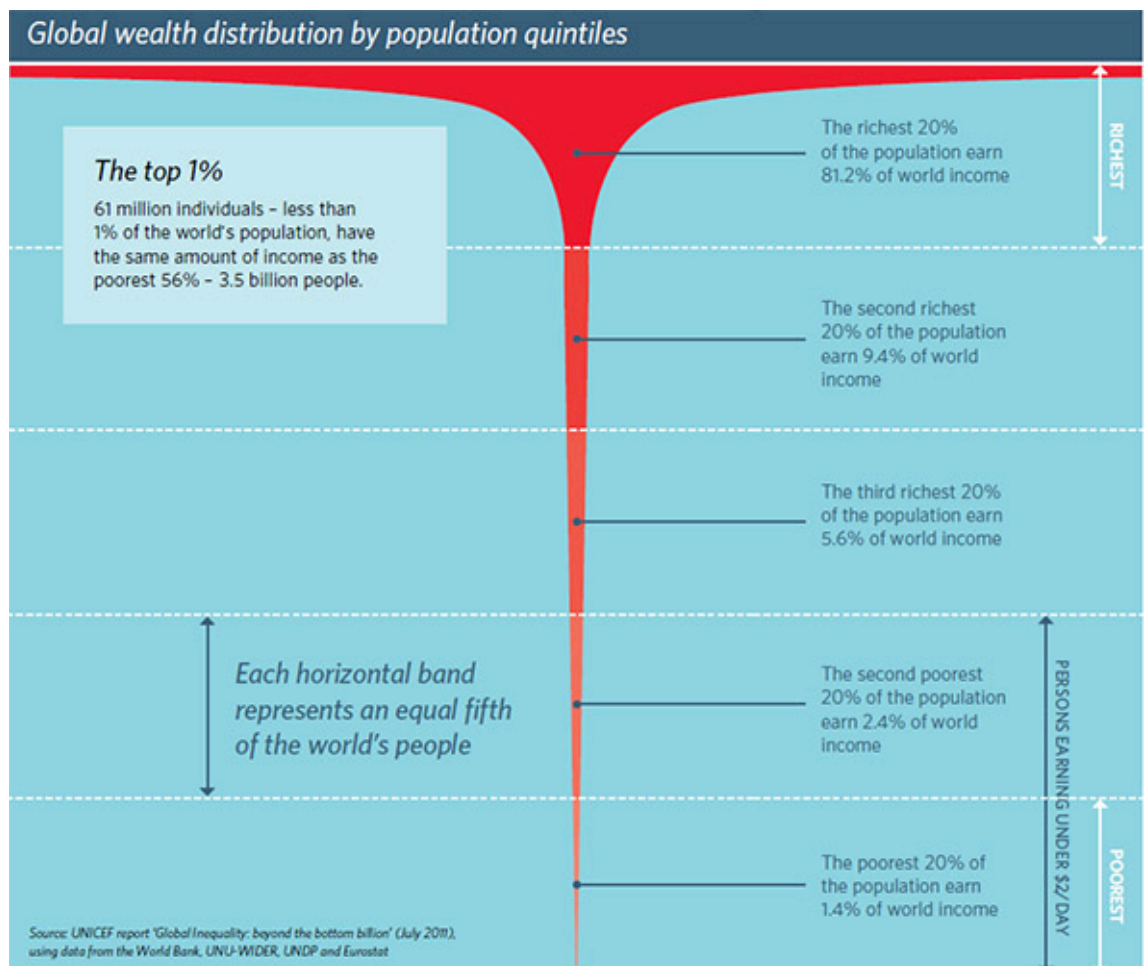 Global wealth distribution by population quintiles
The top 1%
61 million individuals – less than
1% of the world's population, have
the same amount of income as the
poorest 56% – 3.5 billion people.
The richest 20%
of the population earn
81.2% of world income
RICHEST
The second richest
20% of the population
earn 9.4% of world
income
The third richest 20%
of the population earn
5.6% of world income
Each horizontal band
represents an equal fifth
of the world's people
The second poorest
20% of the population
earn 2.4% of world
income
PERSONS EARNING UNDER $2/DAY
The poorest 20% of
the population earn
1.4% of world income
POOREST
Source: UNICEF report 'Global Inequality: beyond the bottom billion' (July 2011),
using data from the World Bank, UNU-WIDER, UNDP and Eurostat